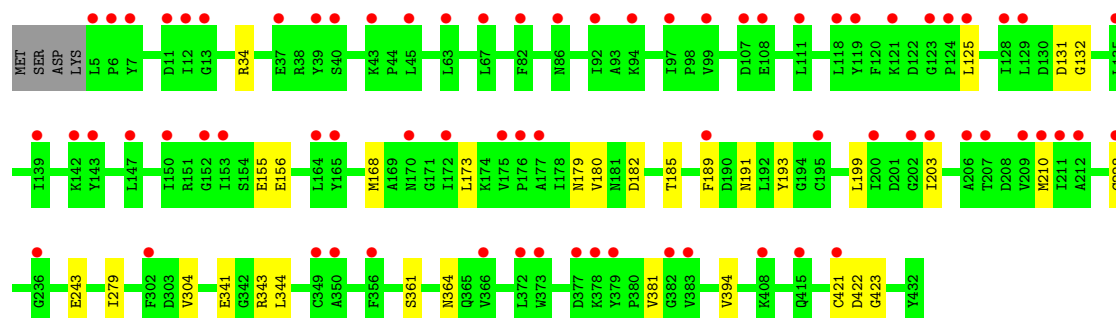 MET SER ASP LYS L5 P6 Y7 D11 I12 G13 R34 E37 R38 Y39 S40 K43 P44 L45 L63 L67 F82 N86 I92 A93 K94 I97 P98 V99 D107 E108 L111 L118 Y119 F120 K121 D122 G123 P124 L125 I128 L129 D130 D131 G132
I139 K142 Y143 L147 I150 R151 G152 I153 S154 E155 E156 L164 Y165 M168 A169 N170 G171 I172 L173 K174 V175 P176 A177 I178 N179 V180 N181 D182 T185 F189 D190 N191 L192 Y193 G194 C195 L199 I200 D201 G202 I203 A206 T207 D208 V209 M210 I211 A212
G236 E243 I279 F302 D303 V304 E341 G342 R343 L344 C349 A350 F356 S361 N364 Q365 V366 L372 W373 D377 K378 Y379 P380 V381 G382 V383 V394 K408 Q415 G421 D422 G423 Y432